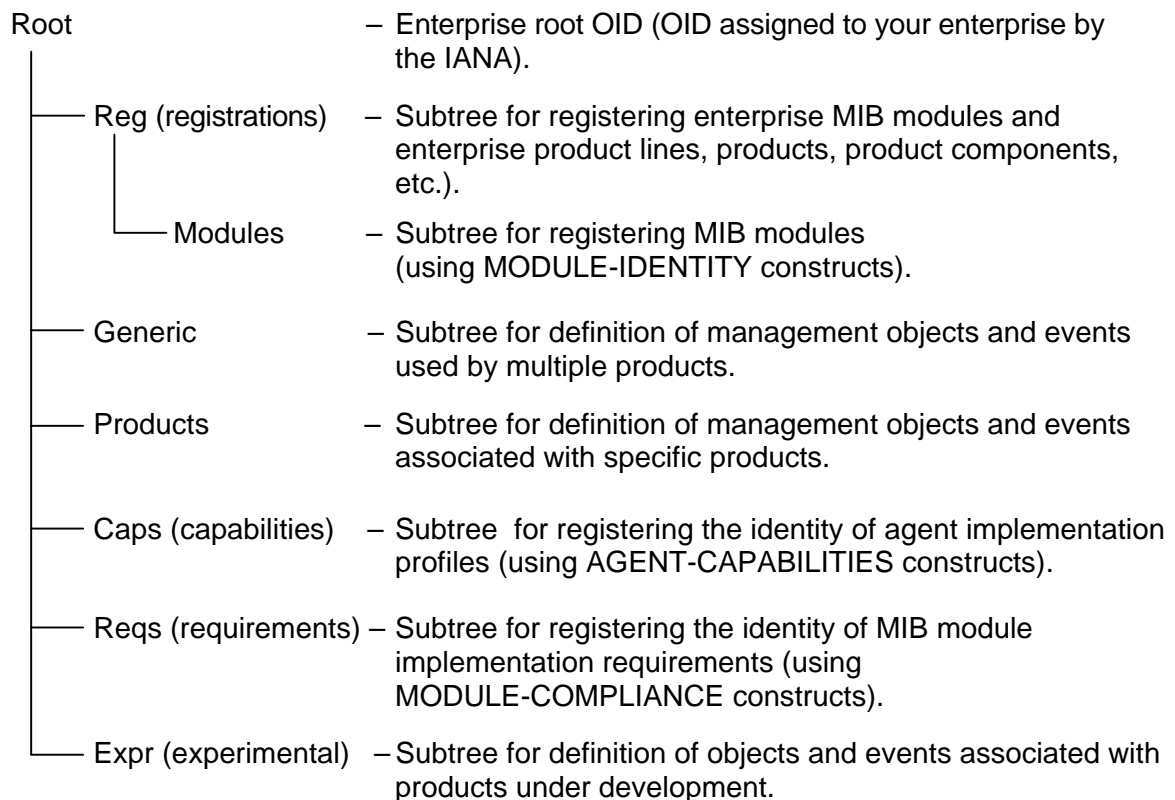 Root – Enterprise root OID (OID assigned to your enterprise by
the IANA).
Reg (registrations) – Subtree for registering enterprise MIB modules and
enterprise product lines, products, product components,
etc.).
Modules – Subtree for registering MIB modules
(using MODULE-IDENTITY constructs).
Generic – Subtree for definition of management objects and events
used by multiple products.
Products – Subtree for definition of management objects and events
associated with specific products.
Caps (capabilities) – Subtree for registering the identity of agent implementation
profiles (using AGENT-CAPABILITIES constructs).
Reqs (requirements) – Subtree for registering the identity of MIB module
implementation requirements (using
MODULE-COMPLIANCE constructs).
Expr (experimental) – Subtree for definition of objects and events associated with
products under development.